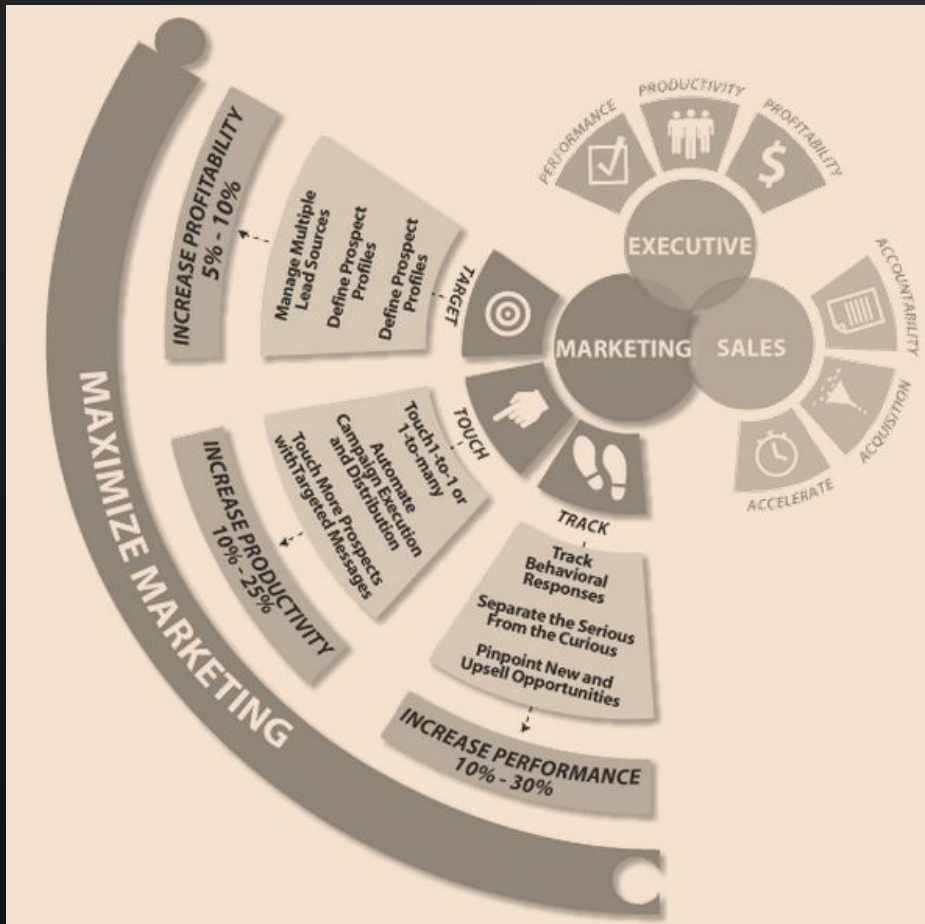 PERFORMANCE
PRODUCTIVITY
PROFITABILITY
EXECUTIVE
MARKETING
SALES
ACCOUNTABILITY
ACQUISITION
ACCELERATE
TARGET
Manage Multiple
Lead Sources
Define Prospect
Profiles
Define Prospect
Profiles
INCREASE PROFITABILITY
5% - 10%
TOUCH
Touch1-to-1 or
1-to-many
Automate
Campaign Execution
and Distribution
Touch More Prospects
withTargeted Messages
INCREASE PRODUCTIVITY
10% - 25%
TRACK
Track
Behavioral
Responses
Separate the Serious
From the Curious
Pinpoint New and
Upsell Opportunities
INCREASE PERFORMANCE
10% - 30%
MAXIMIZE MARKETING